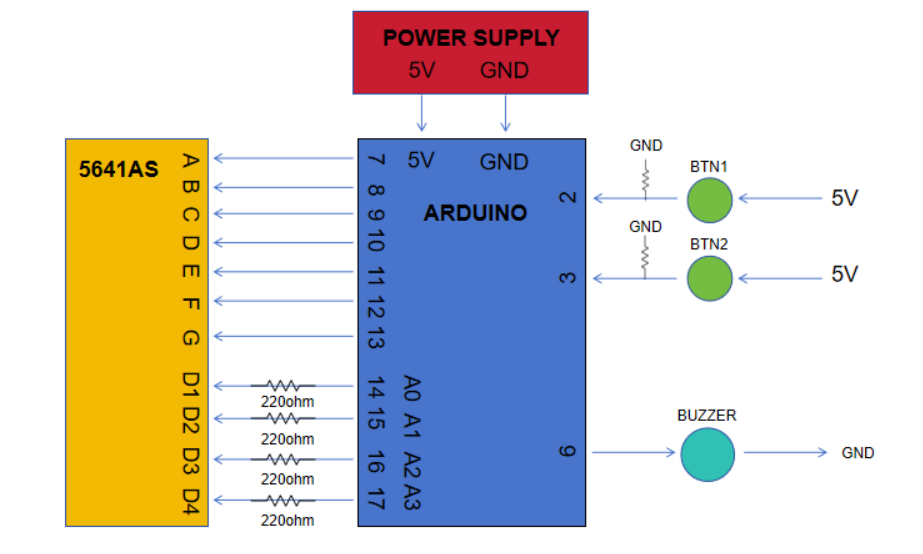 POWER SUPPLY
5V GND
5641AS
A
B
C
D
E
F
G
D1
D2
D3
D4
220ohm
220ohm
220ohm
220ohm
7
8
9
10
11
12
13
14
15
16
17
A0
A1
A2
A3
5V GND
ARDUINO
2
3
6
GND
BTN1
5V
GND
BTN2
5V
BUZZER
GND